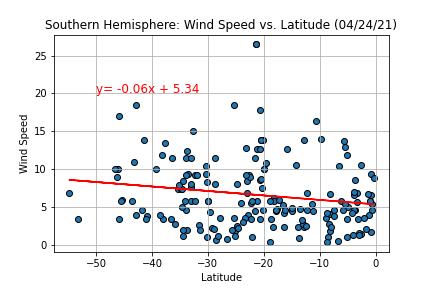 Southern Hemisphere: Wind Speed vs. Latitude (04/24/21)
25
20
15
10
5
0
Wind Speed
y= -0.06x + 5.34
−50 −40 −30 −20 −10 0
Latitude